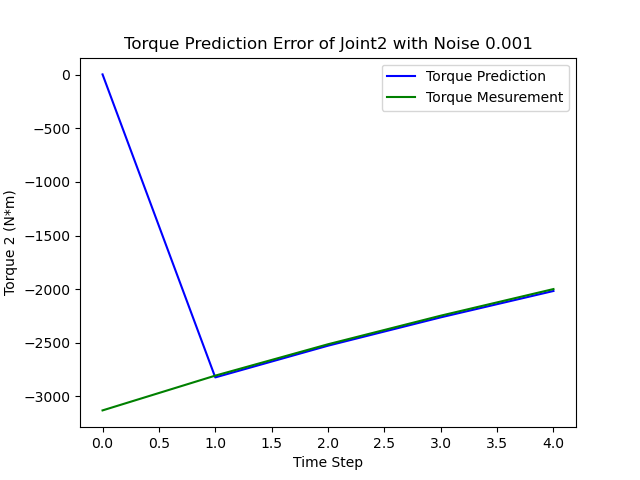 Torque Prediction Error of Joint2 with Noise 0.001
Torque Prediction
Torque Mesurement
Torque 2 (N*m)
0
−500
−1000
−1500
−2000
−2500
−3000
0.0 0.5 1.0 1.5 2.0 2.5 3.0 3.5 4.0
Time Step